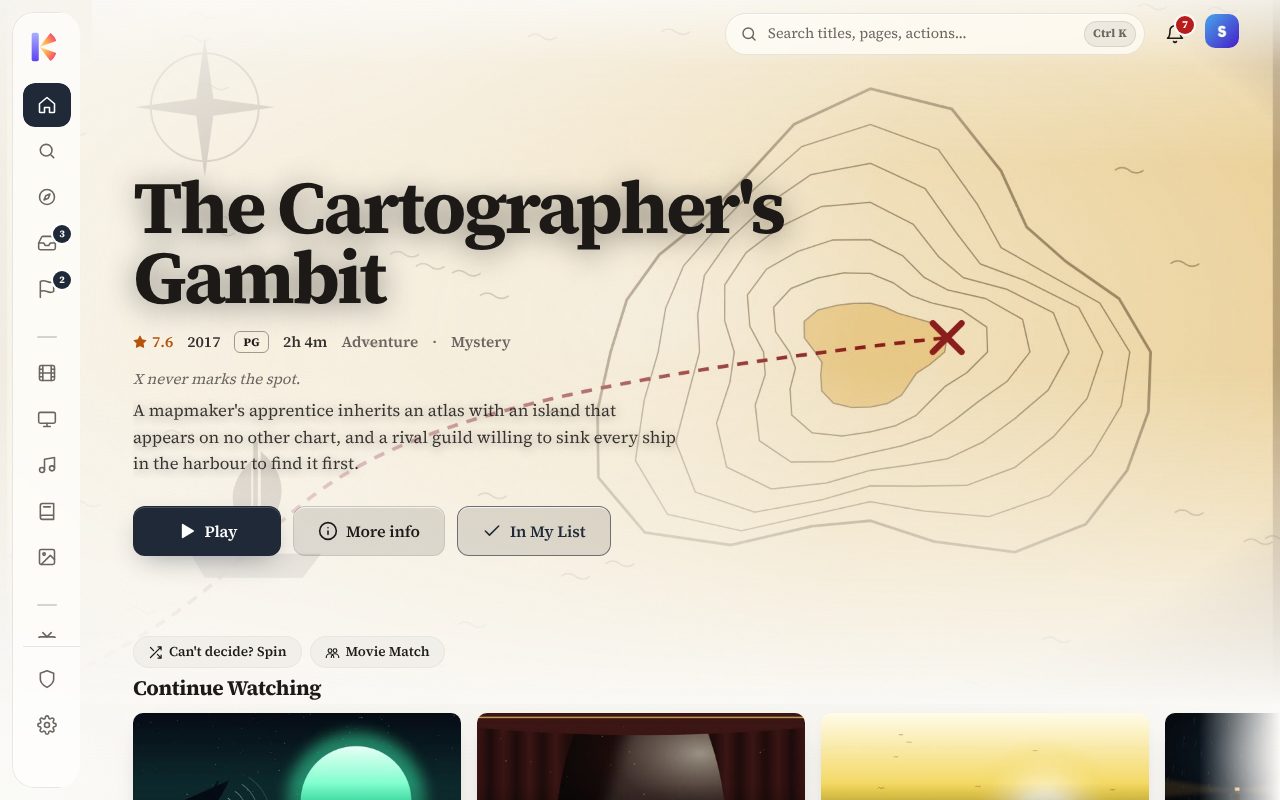 Search titles, pages, actions...
Ctrl K
7
S
3
2
The Cartographer's
Gambit
7.6 2017 PG 2h 4m Adventure · Mystery
X never marks the spot.
A mapmaker's apprentice inherits an atlas with an island that
appears on no other chart, and a rival guild willing to sink every ship
in the harbour to find it first.
Play
More info
In My List
Can't decide? Spin
Movie Match
Continue Watching